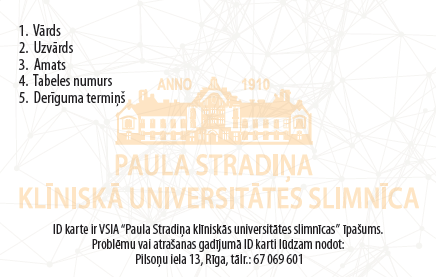 1. Vārds
2. Uzvārds
3. Amats
4. Tabeles numurs
5. Derīguma termiņš
ANNO 1910
PAULA STRADIŅA
KLĪNISKĀ UNIVERSITĀTES SLIMNĪCA
ID karte ir VSIA “Paula Stradiņa klīniskās universitātes slimnīcas” īpašums.
Problēmu vai atrašanas gadījumā ID karti lūdzam nodot:
Pilsoņu iela 13, Rīga, tālr.: 67 069 601